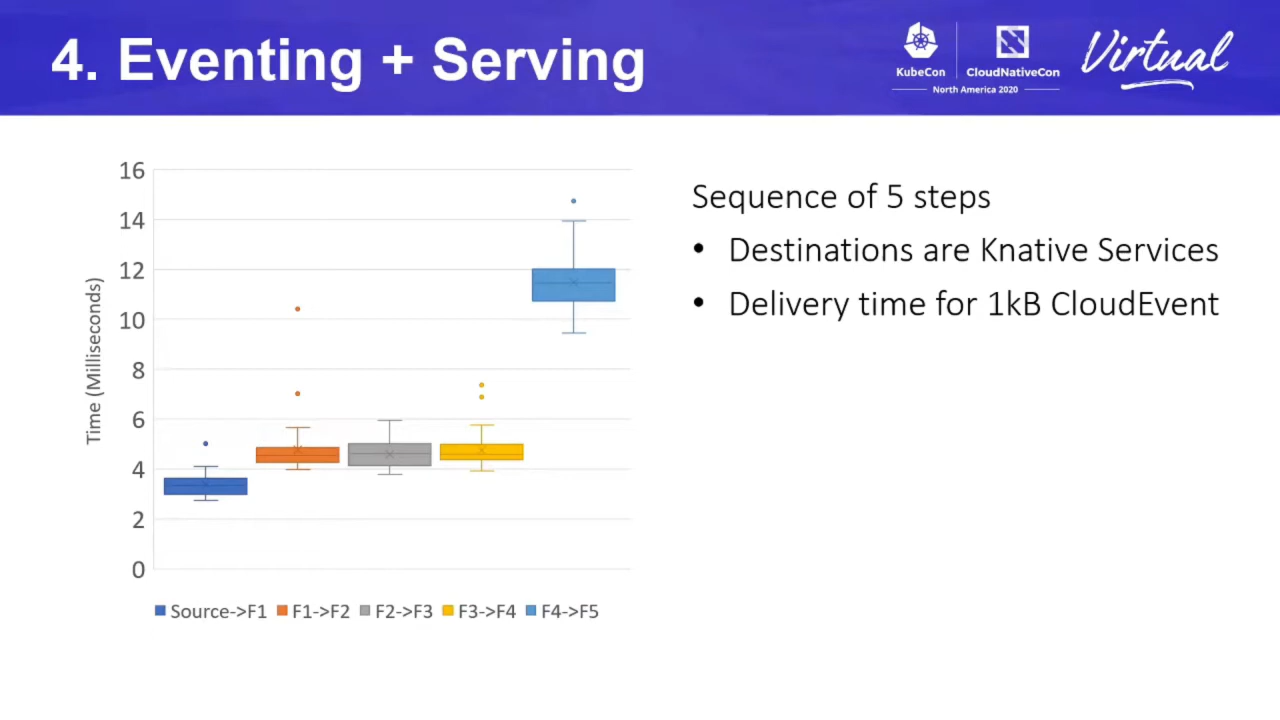 4. Eventing + Serving
KubeCon
CloudNativeCon
North America 2020
Virtual
16
14
12
10
8
6
4
2
0
Time (Milliseconds)
Source->F1 F1->F2 F2->F3 F3->F4 F4->F5
Sequence of 5 steps
• Destinations are Knative Services
• Delivery time for 1kB CloudEvent